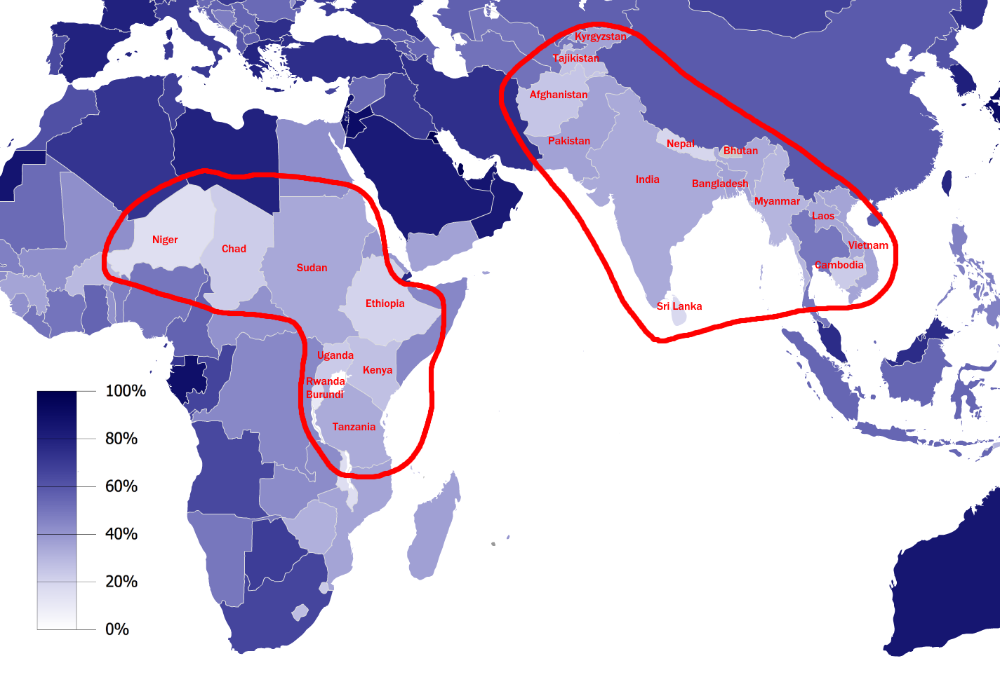 Kyrgyzstan
Tajikistan
Afghanistan
Pakistan
Nepal
Bhutan
India
Bangladesh
Myanmar
Laos
Vietnam
Cambodia
Sri Lanka
Niger
Chad
Sudan
Ethiopia
Uganda
Kenya
Rwanda
Burundi
Tanzania
100%
80%
60%
40%
20%
0%